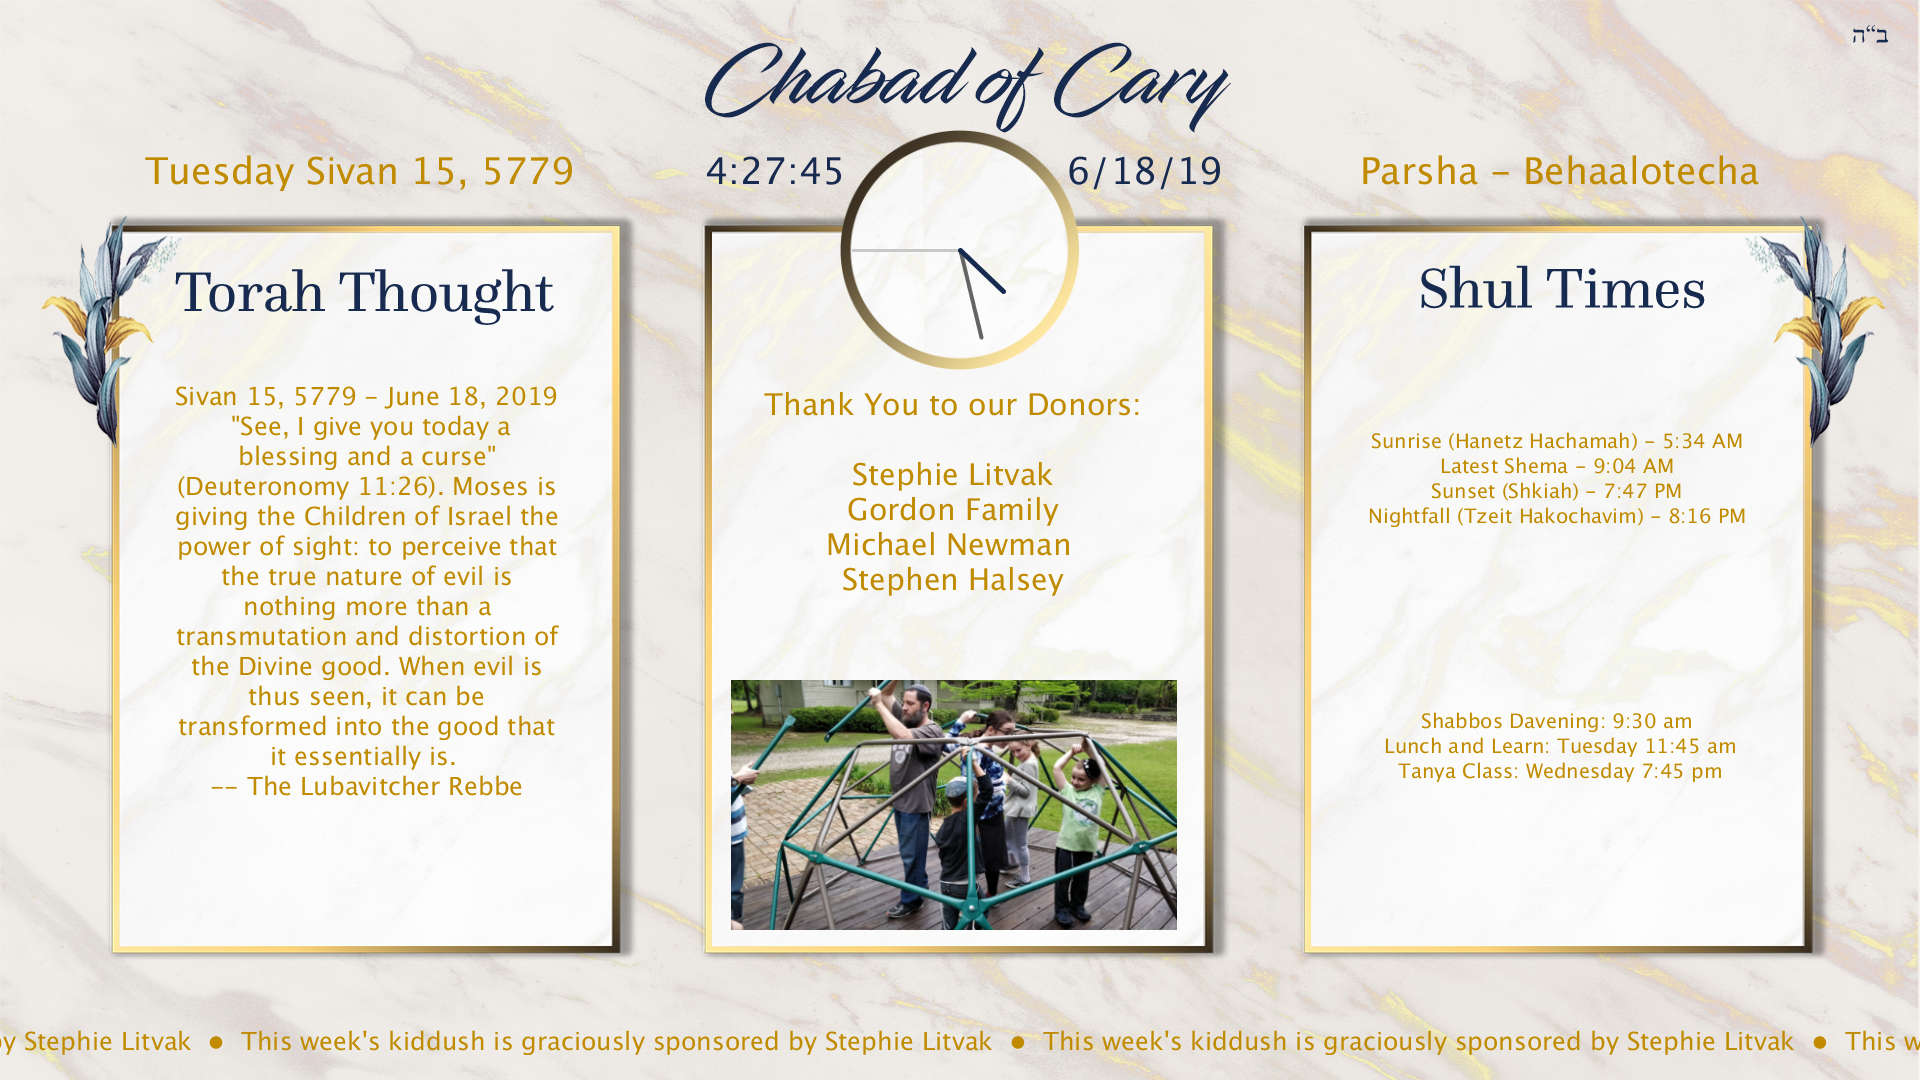 ב"ה
Chabad of Cary
Tuesday Sivan 15, 5779
4:27:45
6/18/19
Parsha – Behaalotecha
Torah Thought
Sivan 15, 5779 – June 18, 2019
"See, I give you today a
blessing and a curse"
(Deuteronomy 11:26). Moses is
giving the Children of Israel the
power of sight: to perceive that
the true nature of evil is
nothing more than a
transmutation and distortion of
the Divine good. When evil is
thus seen, it can be
transformed into the good that
it essentially is.
-- The Lubavitcher Rebbe
Thank You to our Donors:
Stephie Litvak
Gordon Family
Michael Newman
Stephen Halsey
Shul Times
Sunrise (Hanetz Hachamah) – 5:34 AM
Latest Shema – 9:04 AM
Sunset (Shkiah) – 7:47 PM
Nightfall (Tzeit Hakochavim) – 8:16 PM
Shabbos Davening: 9:30 am
Lunch and Learn: Tuesday 11:45 am
Tanya Class: Wednesday 7:45 pm
by Stephie Litvak ● This week's kiddush is graciously sponsored by Stephie Litvak ● This week's kiddush is graciously sponsored by Stephie Litvak ● This w